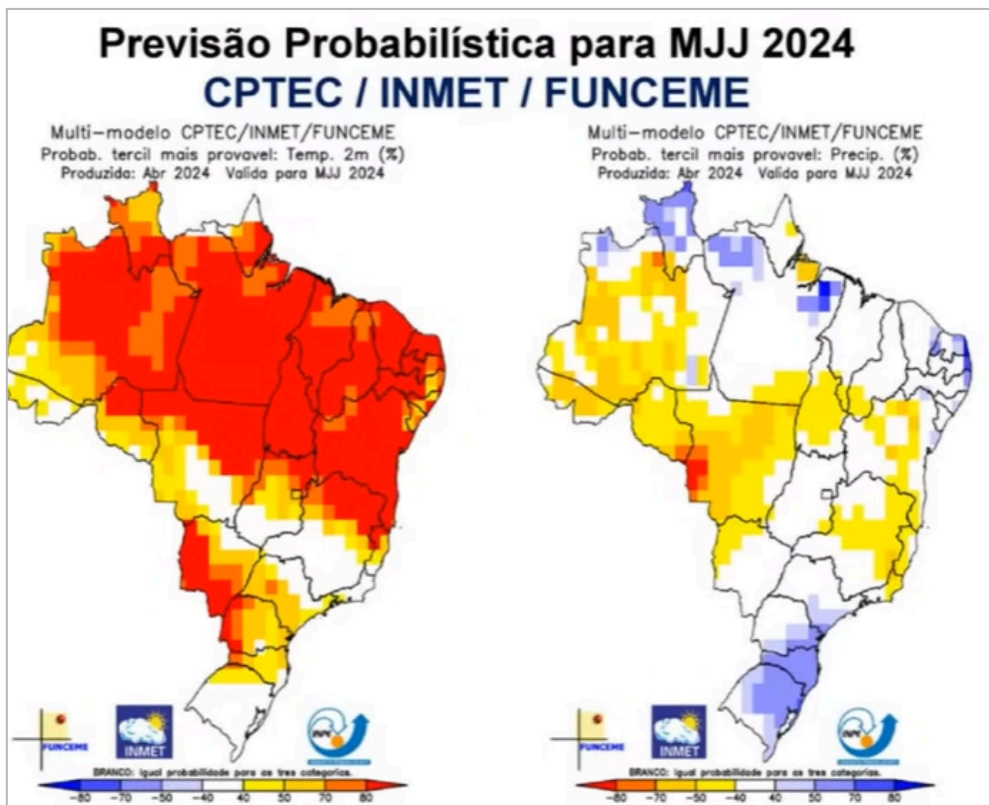 Previsão Probabilística para MJJ 2024
CPTEC / INMET / FUNCEME
Multi-modelo CPTEC/INMET/FUNCEME
Probab. tercil mais provavel: Temp. 2m (%)
Produzida: Abr 2024 Valida para MJJ 2024
Multi-modelo CPTEC/INMET/FUNCEME
Probab. tercil mais provavel: Precip. (%)
Produzida: Abr 2024 Valida para MJJ 2024
FUNCEME
INMET
INPE
FUNCEME
INMET
INPE
BRANCO: igual probabilidade para as tres categorias.
-80 -70 -50 -40 40 50 70 80
BRANCO: igual probabilidade para as tres categorias.
-80 -70 -50 -40 40 50 70 80